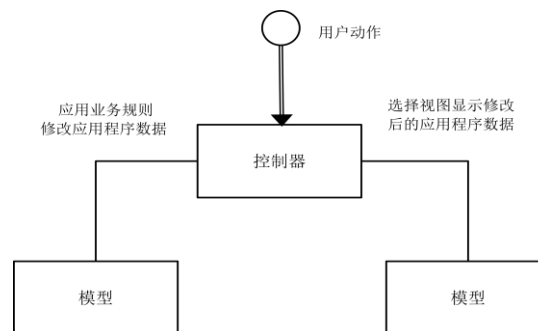 用户动作
应用业务规则
修改应用程序数据
选择视图显示修改
后的应用程序数据
控制器
模型
模型